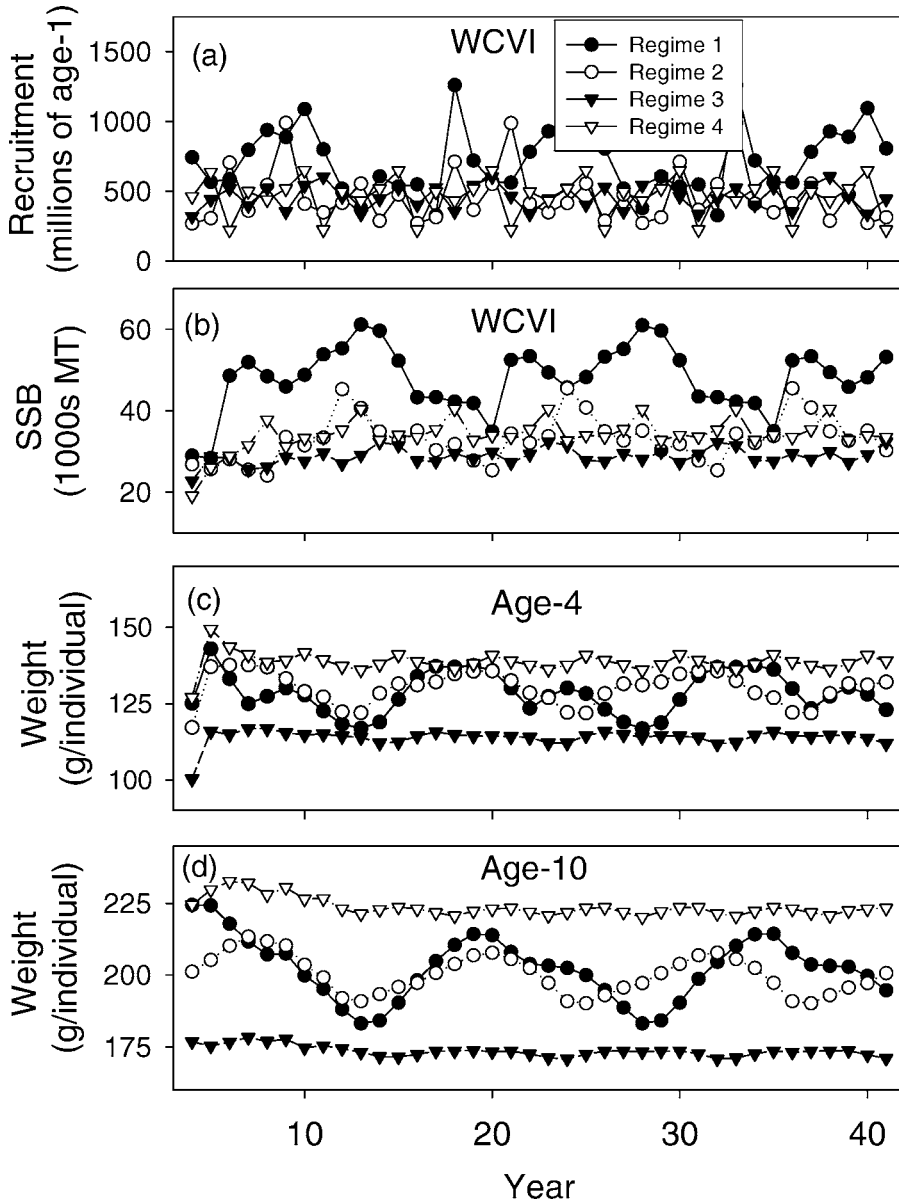 (a)
WCVI
Regime 1
Regime 2
Regime 3
Regime 4
Recruitment
(millions of age-1)
1500
1000
500
0
(b)
WCVI
SSB
(1000s MT)
60
40
20
(c)
Age-4
Weight
(g/individual)
150
125
100
(d)
Age-10
Weight
(g/individual)
225
200
175
10 20 30 40
Year